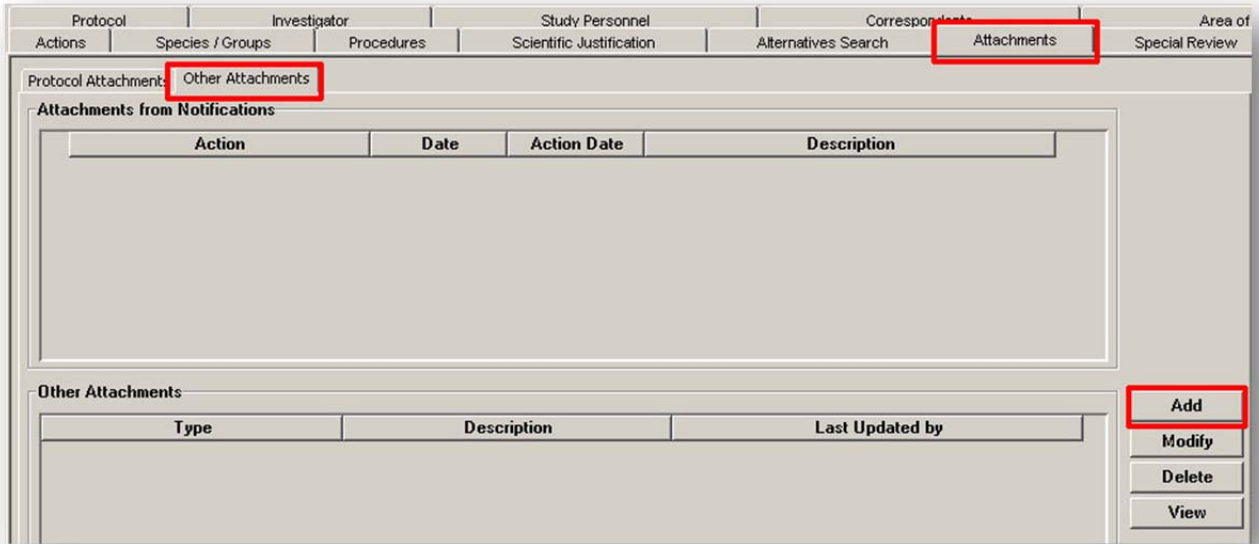 Protocol Investigator Study Personnel Correspondents Area of
Actions Species / Groups Procedures Scientific Justification Alternatives Search Attachments Special Review
Protocol Attachments Other Attachments
Attachments from Notifications
Action Date Action Date Description
Other Attachments
Add
Type Description Last Updated by
Modify
Delete
View